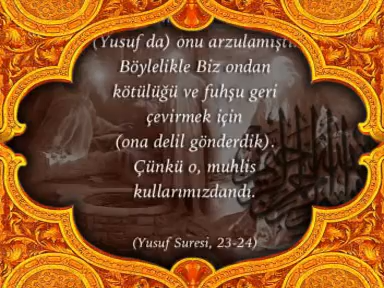 (Yusuf da) onu arzulamıştı.
Böylelikle Biz ondan
kötülüğü ve fuhşu geri
çevirmek için
(ona delil gönderdik).
Çünkü o, muhlis
kullarımızdandı.
(Yusuf Suresi, 23-24)